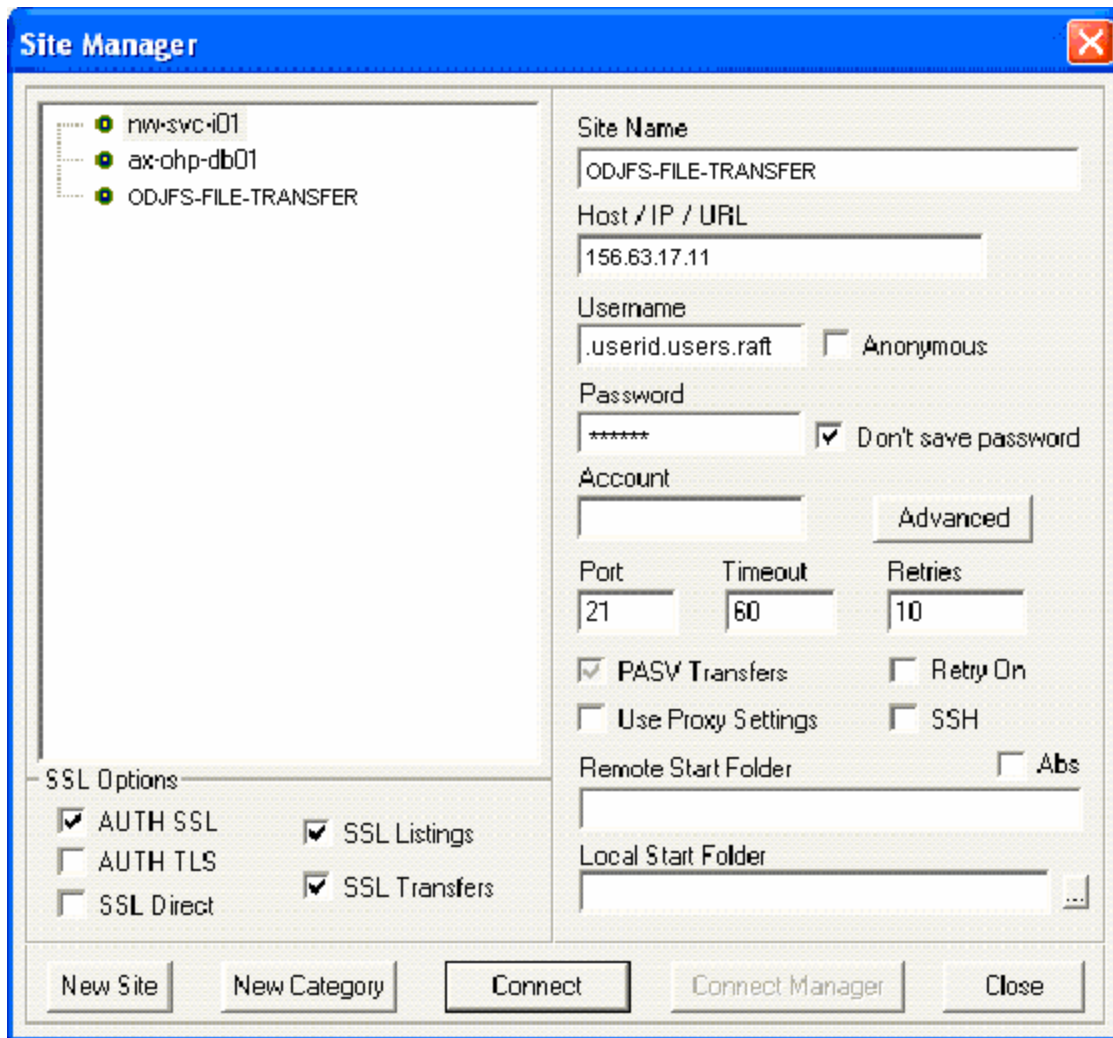 Site Manager
nw-svc-i01
ax-ohp-db01
ODJFS-FILE-TRANSFER
Site Name
ODJFS-FILE-TRANSFER
Host / IP / URL
156.63.17.11
Username
.userid.users.raft
Anonymous
Password
******
Don't save password
Account
Advanced
Port Timeout Retries
21 60 10
PASV Transfers Retry On
Use Proxy Settings SSH
Remote Start Folder Abs
Local Start Folder
...
SSL Options
AUTH SSL
SSL Listings
AUTH TLS
SSL Transfers
SSL Direct
New Site New Category Connect Connect Manager Close